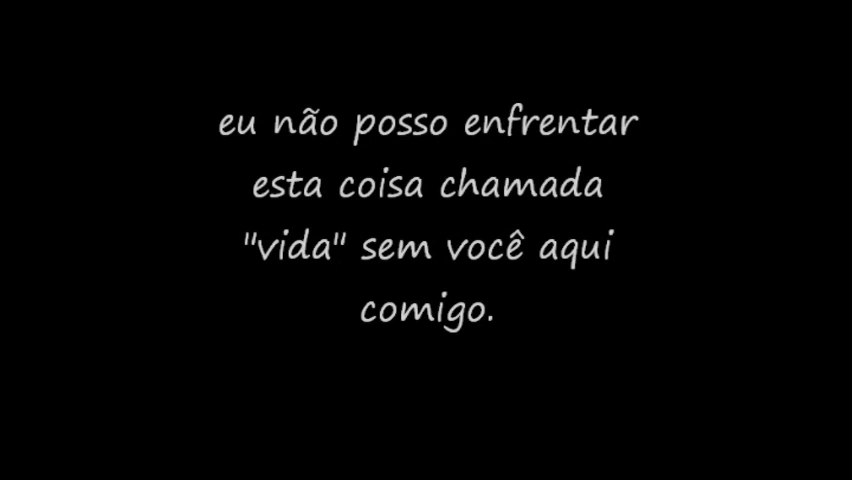 eu não posso enfrentar
esta coisa chamada
"vida" sem você aqui
comigo.